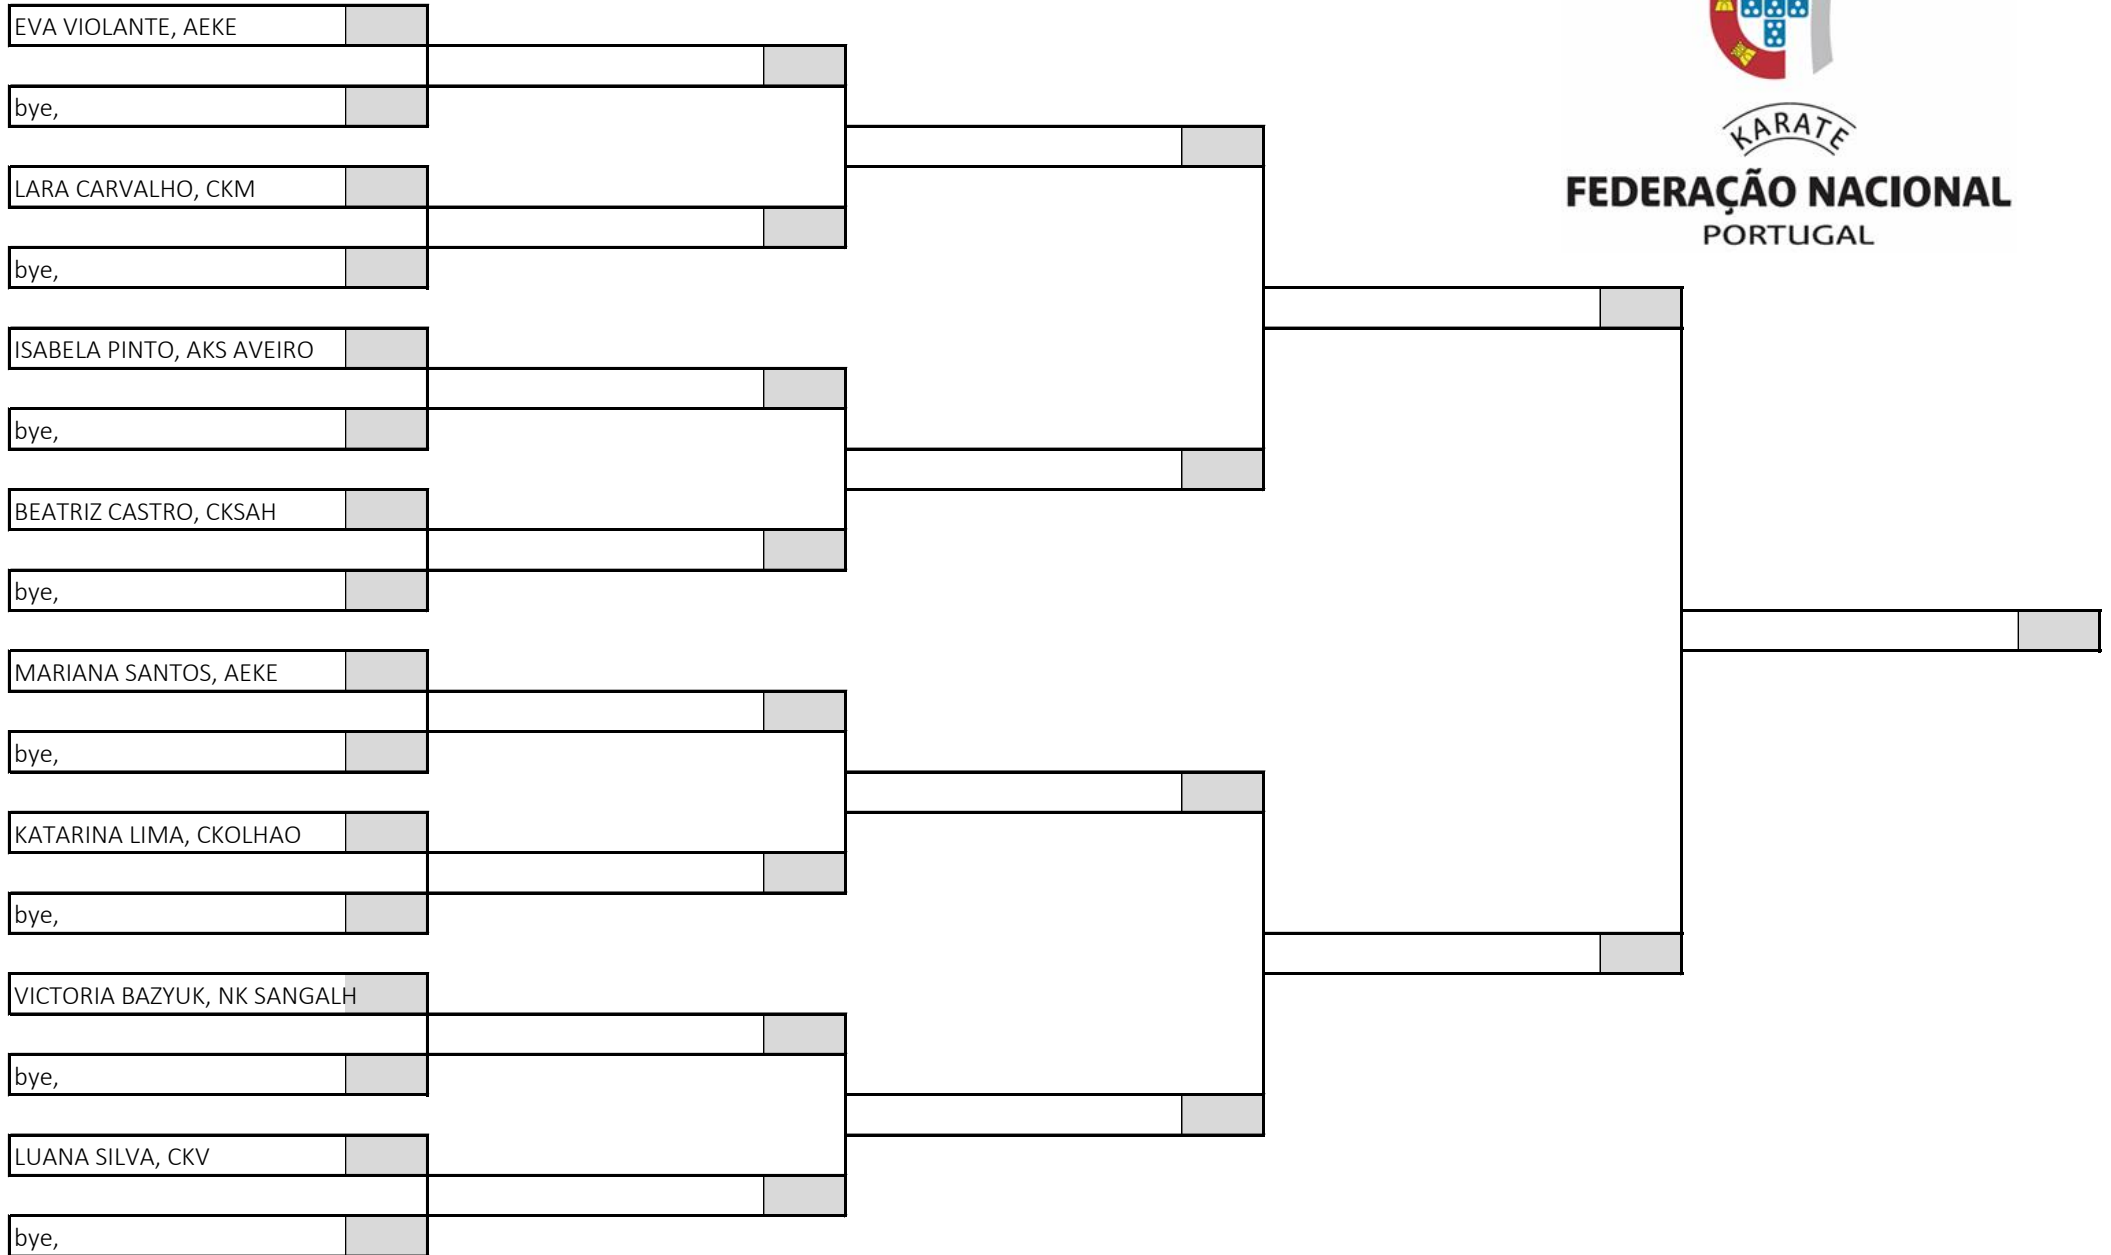 EVA VIOLANTE, AEKE
bye,
LARA CARVALHO, CKM
bye,
ISABELA PINTO, AKS AVEIRO
bye,
BEATRIZ CASTRO, CKSAH
bye,
MARIANA SANTOS, AEKE
bye,
KATARINA LIMA, CKOLHAO
bye,
VICTORIA BAZYUK, NK SANGALH
bye,
LUANA SILVA, CKV
bye,
KARATE
FEDERAÇÃO NACIONAL
PORTUGAL